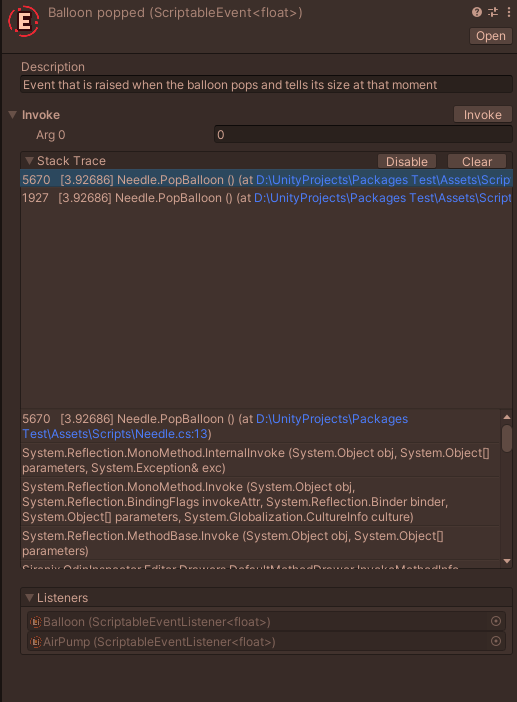 E Balloon popped (ScriptableEvent<float>)
Open
Description
Event that is raised when the balloon pops and tells its size at that moment
Invoke Invoke
Arg 0 0
Stack Trace Disable Clear
5670 [3.92686] Needle.PopBalloon () (at D:\UnityProjects\Packages Test\Assets\Scrip
1927 [3.92686] Needle.PopBalloon () (at D:\UnityProjects\Packages Test\Assets\Script
5670 [3.92686] Needle.PopBalloon () (at D:\UnityProjects\Packages
Test\Assets\Scripts\Needle.cs:13)
System.Reflection.MonoMethod.InternalInvoke (System.Object obj, System.Object[]
parameters, System.Exception& exc)
System.Reflection.MonoMethod.Invoke (System.Object obj,
System.Reflection.BindingFlags invokeAttr, System.Reflection.Binder binder,
System.Object[] parameters, System.Globalization.CultureInfo culture)
System.Reflection.MethodBase.Invoke (System.Object obj, System.Object[]
parameters)
Sirenix.OdinInspector.Editor.Drawers.DefaultMethodDrawer.InvokeMethodInfo
Listeners
Balloon (ScriptableEventListener<float>)
AirPump (ScriptableEventListener<float>)